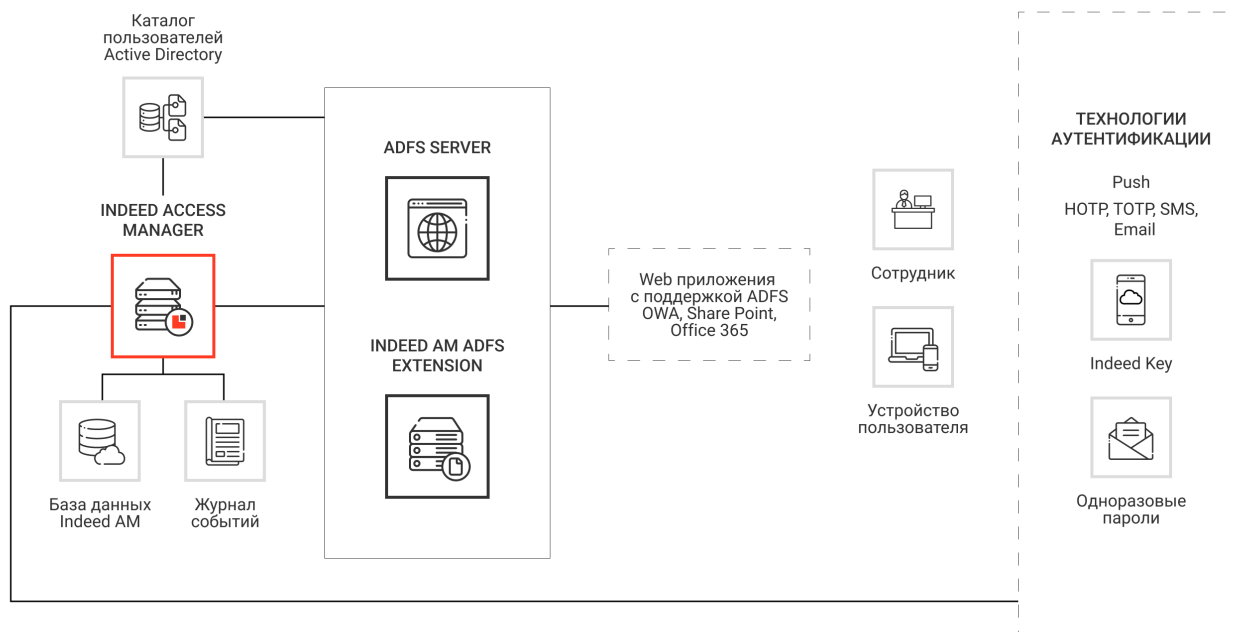 Каталог
пользователей
Active Directory
INDEED ACCESS
MANAGER
База данных
Indeed AM
Журнал
событий
ADFS SERVER
INDEED AM ADFS
EXTENSION
Web приложения
с поддержкой ADFS
OWA, Share Point,
Office 365
Сотрудник
Устройство
пользователя
ТЕХНОЛОГИИ
АУТЕНТИФИКАЦИИ
Push
HOTP, TOTP, SMS,
Email
Indeed Key
Одноразовые
пароли